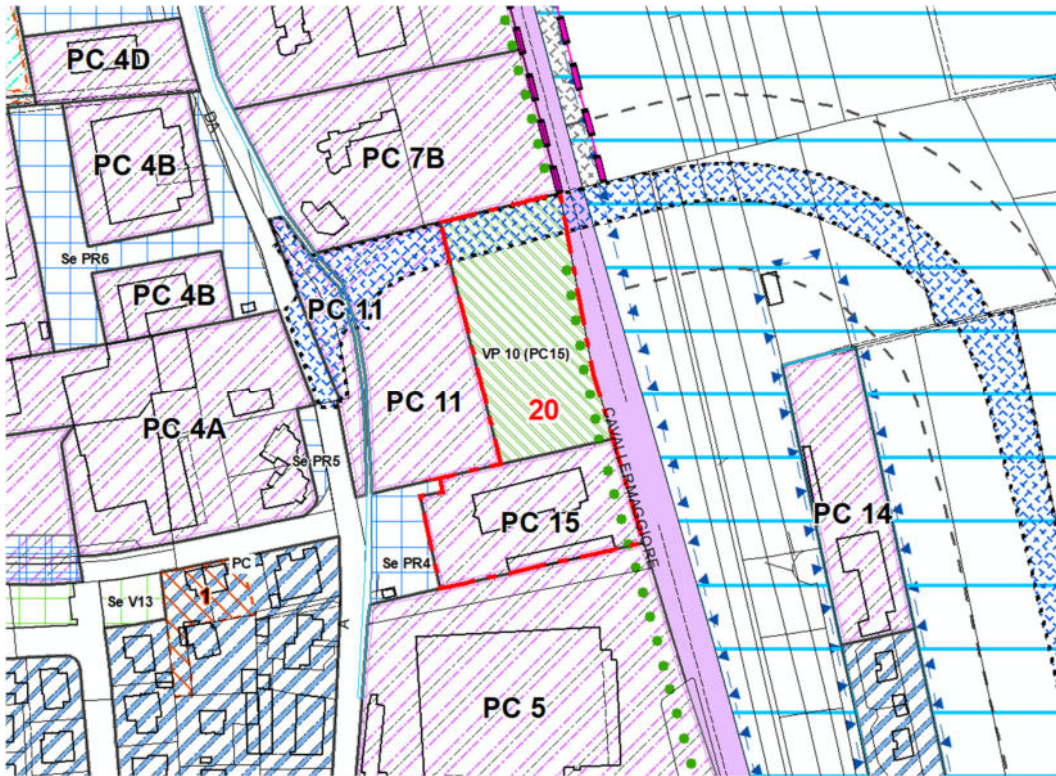 PC 4D
PC 4B
PC 7B
Se PR6
PC 4B
PC 11
VP 10 (PC15)
PC 11
20
PC 4A
CAVALLERMAGGIORE
Se PR5
PC 15
PC 14
PC
Se PR4
1
Se V13
PC 5